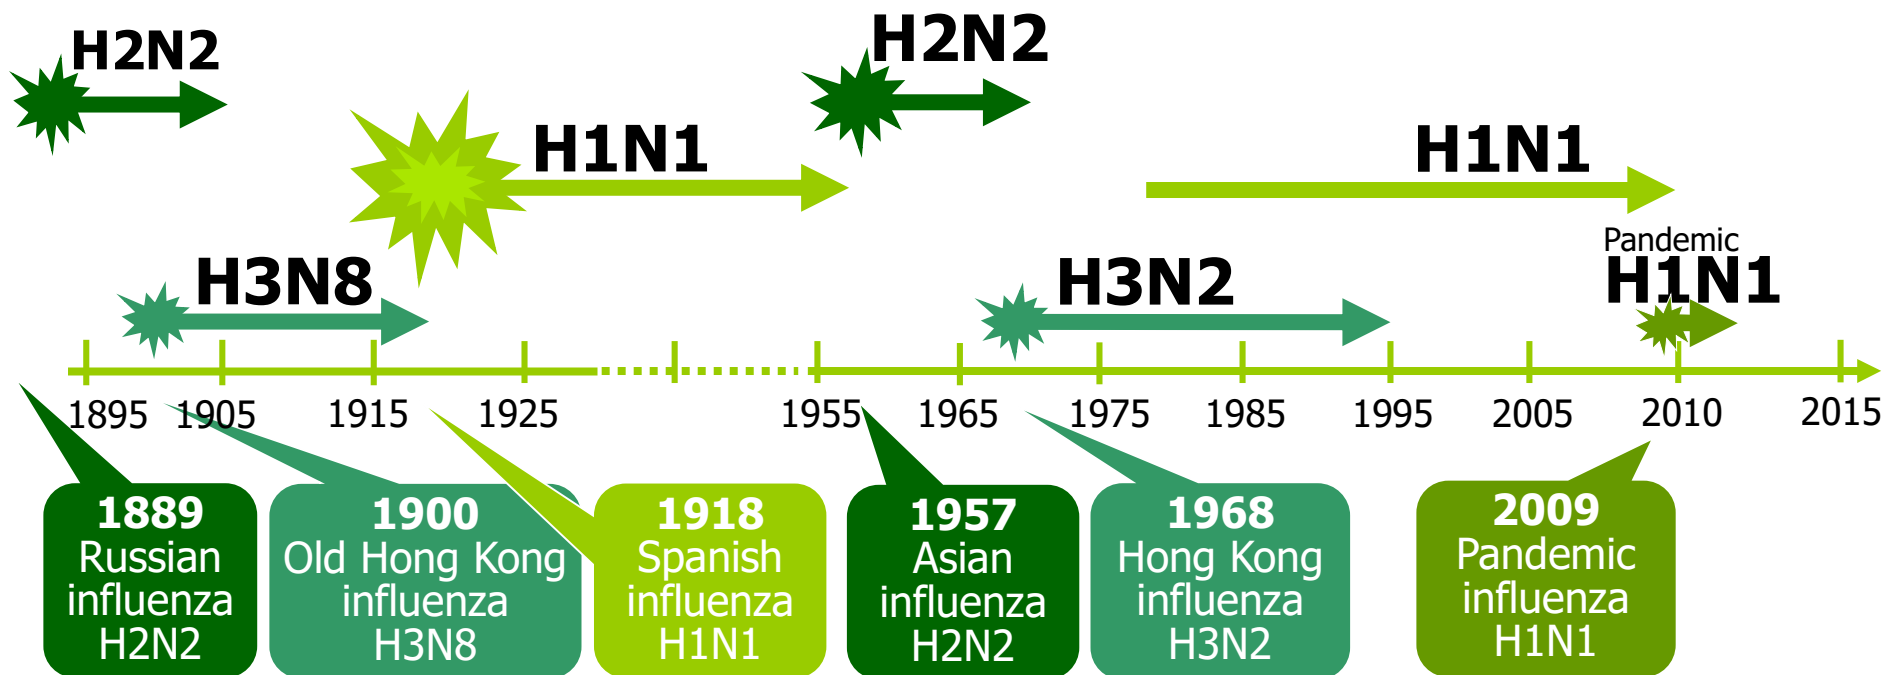 H2N2
H2N2
H1N1
H1N1
Pandemic
H1N1
H3N8
H3N2
1895 1905 1915 1925 1955 1965 1975 1985 1995 2005 2010 2015
1889
Russian
influenza
H2N2
1900
Old Hong Kong
influenza
H3N8
1918
Spanish
influenza
H1N1
1957
Asian
influenza
H2N2
1968
Hong Kong
influenza
H3N2
2009
Pandemic
influenza
H1N1